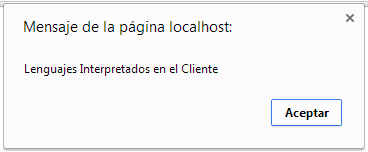 Mensaje de la página localhost:
Lenguajes Interpretados en el Cliente
Aceptar